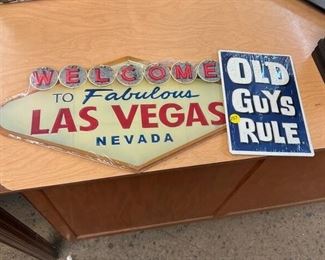 WELCOME
TO Fabulous
LAS VEGAS
NEVADA
OLD
GUYS
RULE